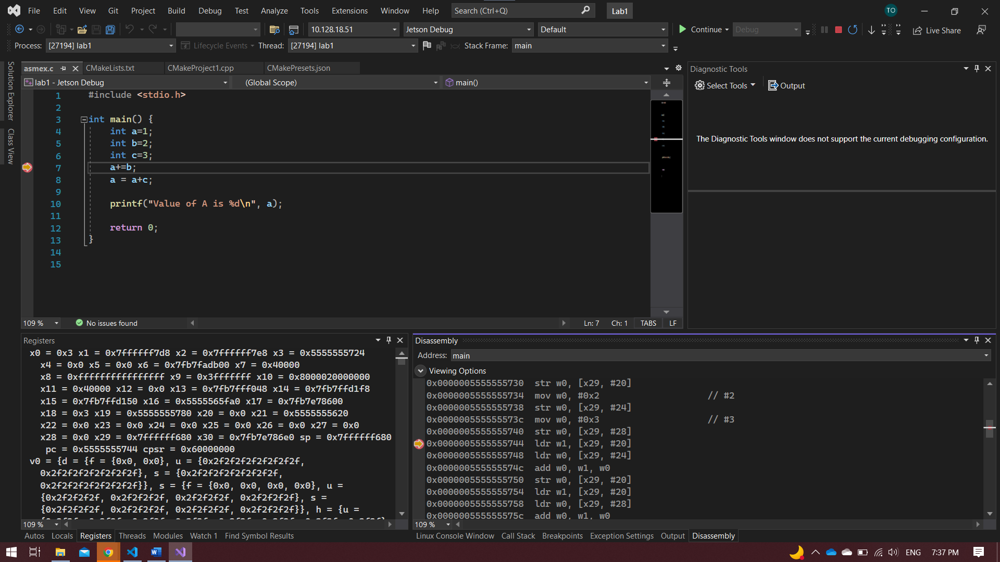 File Edit View Git Project Build Debug Test Analyze Tools Extensions Window Help Search (Ctrl+Q) Lab1 TO
10.128.18.51 Jetson Debug Default Continue Debug Live Share
Process: [27194] lab1 Lifecycle Events Thread: [27194] lab1 Stack Frame: main
Solution Explorer
Class View
asmex.c CMakeLists.txt CMakeProject1.cpp CMakePresets.json
lab1 - Jetson Debug (Global Scope) main()
1 #include <stdio.h>
2
3 int main() {
4 int a=1;
5 int b=2;
6 int c=3;
7 a+=b;
8 a = a+c;
9
10 printf("Value of A is %d\n", a);
11
12 return 0;
13 }
14
15
109 % No issues found Ln: 7 Ch: 1 TABS LF
Diagnostic Tools
Select Tools Output
The Diagnostic Tools window does not support the current debugging configuration.
Registers
x0 = 0x3 x1 = 0x7ffffff7d8 x2 = 0x7ffffff7e8 x3 = 0x5555555724
x4 = 0x0 x5 = 0x0 x6 = 0x7fb7fadb00 x7 = 0x40000
x8 = 0xffffffffffffffff x9 = 0x3fffffff x10 = 0x8000020000000
x11 = 0x40000 x12 = 0x0 x13 = 0x7fb7fff048 x14 = 0x7fb7ffd1f8
x15 = 0x7fb7ffd150 x16 = 0x5555565fa0 x17 = 0x7fb7e78600
x18 = 0x3 x19 = 0x5555555780 x20 = 0x0 x21 = 0x5555555620
x22 = 0x0 x23 = 0x0 x24 = 0x0 x25 = 0x0 x26 = 0x0 x27 = 0x0
x28 = 0x0 x29 = 0x7ffffff680 x30 = 0x7fb7e786e0 sp = 0x7ffffff680
pc = 0x5555555744 cpsr = 0x60000000
v0 = {d = {f = {0x0, 0x0}, u = {0x2f2f2f2f2f2f2f2f,
0x2f2f2f2f2f2f2f2f}, s = {0x2f2f2f2f2f2f2f2f,
0x2f2f2f2f2f2f2f2f}}, s = {f = {0x0, 0x0, 0x0, 0x0}, u =
{0x2f2f2f2f, 0x2f2f2f2f, 0x2f2f2f2f, 0x2f2f2f2f}, s =
{0x2f2f2f2f, 0x2f2f2f2f, 0x2f2f2f2f, 0x2f2f2f2f}}, h = {u =
109 %
Autos Locals Registers Threads Modules Watch 1 Find Symbol Results
Disassembly
Address: main
Viewing Options
0x0000005555555730 str w0, [x29, #20]
0x0000005555555734 mov w0, #0x2 // #2
0x0000005555555738 str w0, [x29, #24]
0x000000555555573c mov w0, #0x3 // #3
0x0000005555555740 str w0, [x29, #28]
0x0000005555555744 ldr w1, [x29, #20]
0x0000005555555748 ldr w0, [x29, #24]
0x000000555555574c add w0, w1, w0
0x0000005555555750 str w0, [x29, #20]
0x0000005555555754 ldr w1, [x29, #20]
0x0000005555555758 ldr w0, [x29, #28]
0x000000555555575c add w0, w1, w0
109 %
Linux Console Window Call Stack Breakpoints Exception Settings Output Disassembly
ENG 7:37 PM